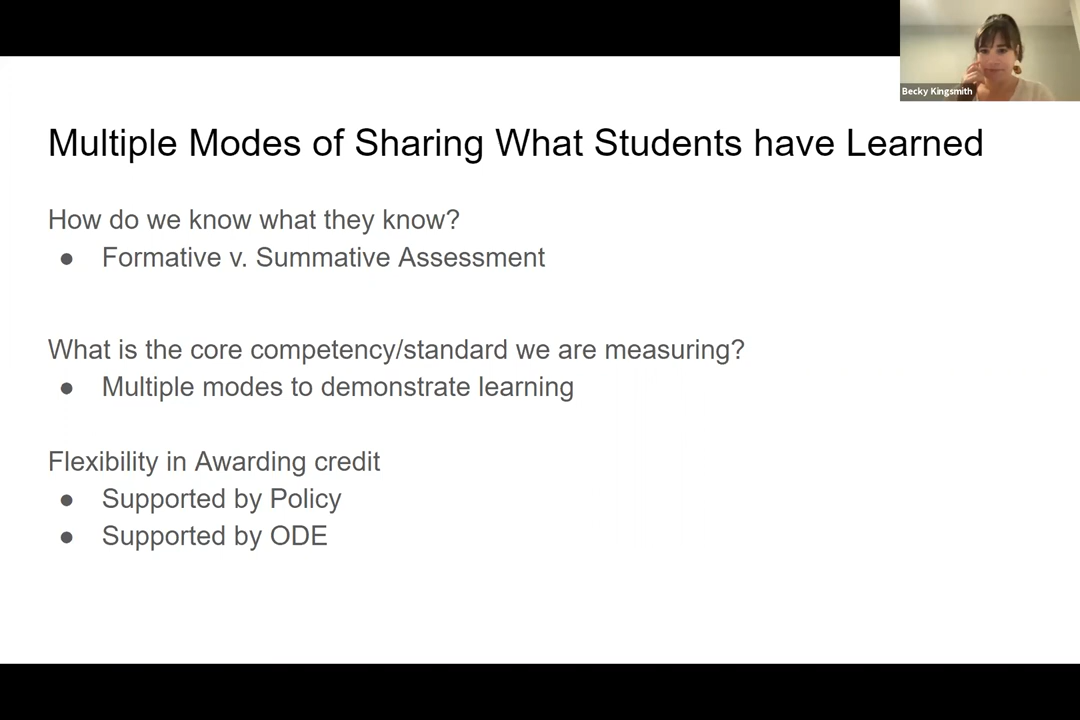 Becky Kingsmith
Multiple Modes of Sharing What Students have Learned
How do we know what they know?
● Formative v. Summative Assessment
What is the core competency/standard we are measuring?
● Multiple modes to demonstrate learning
Flexibility in Awarding credit
● Supported by Policy
● Supported by ODE